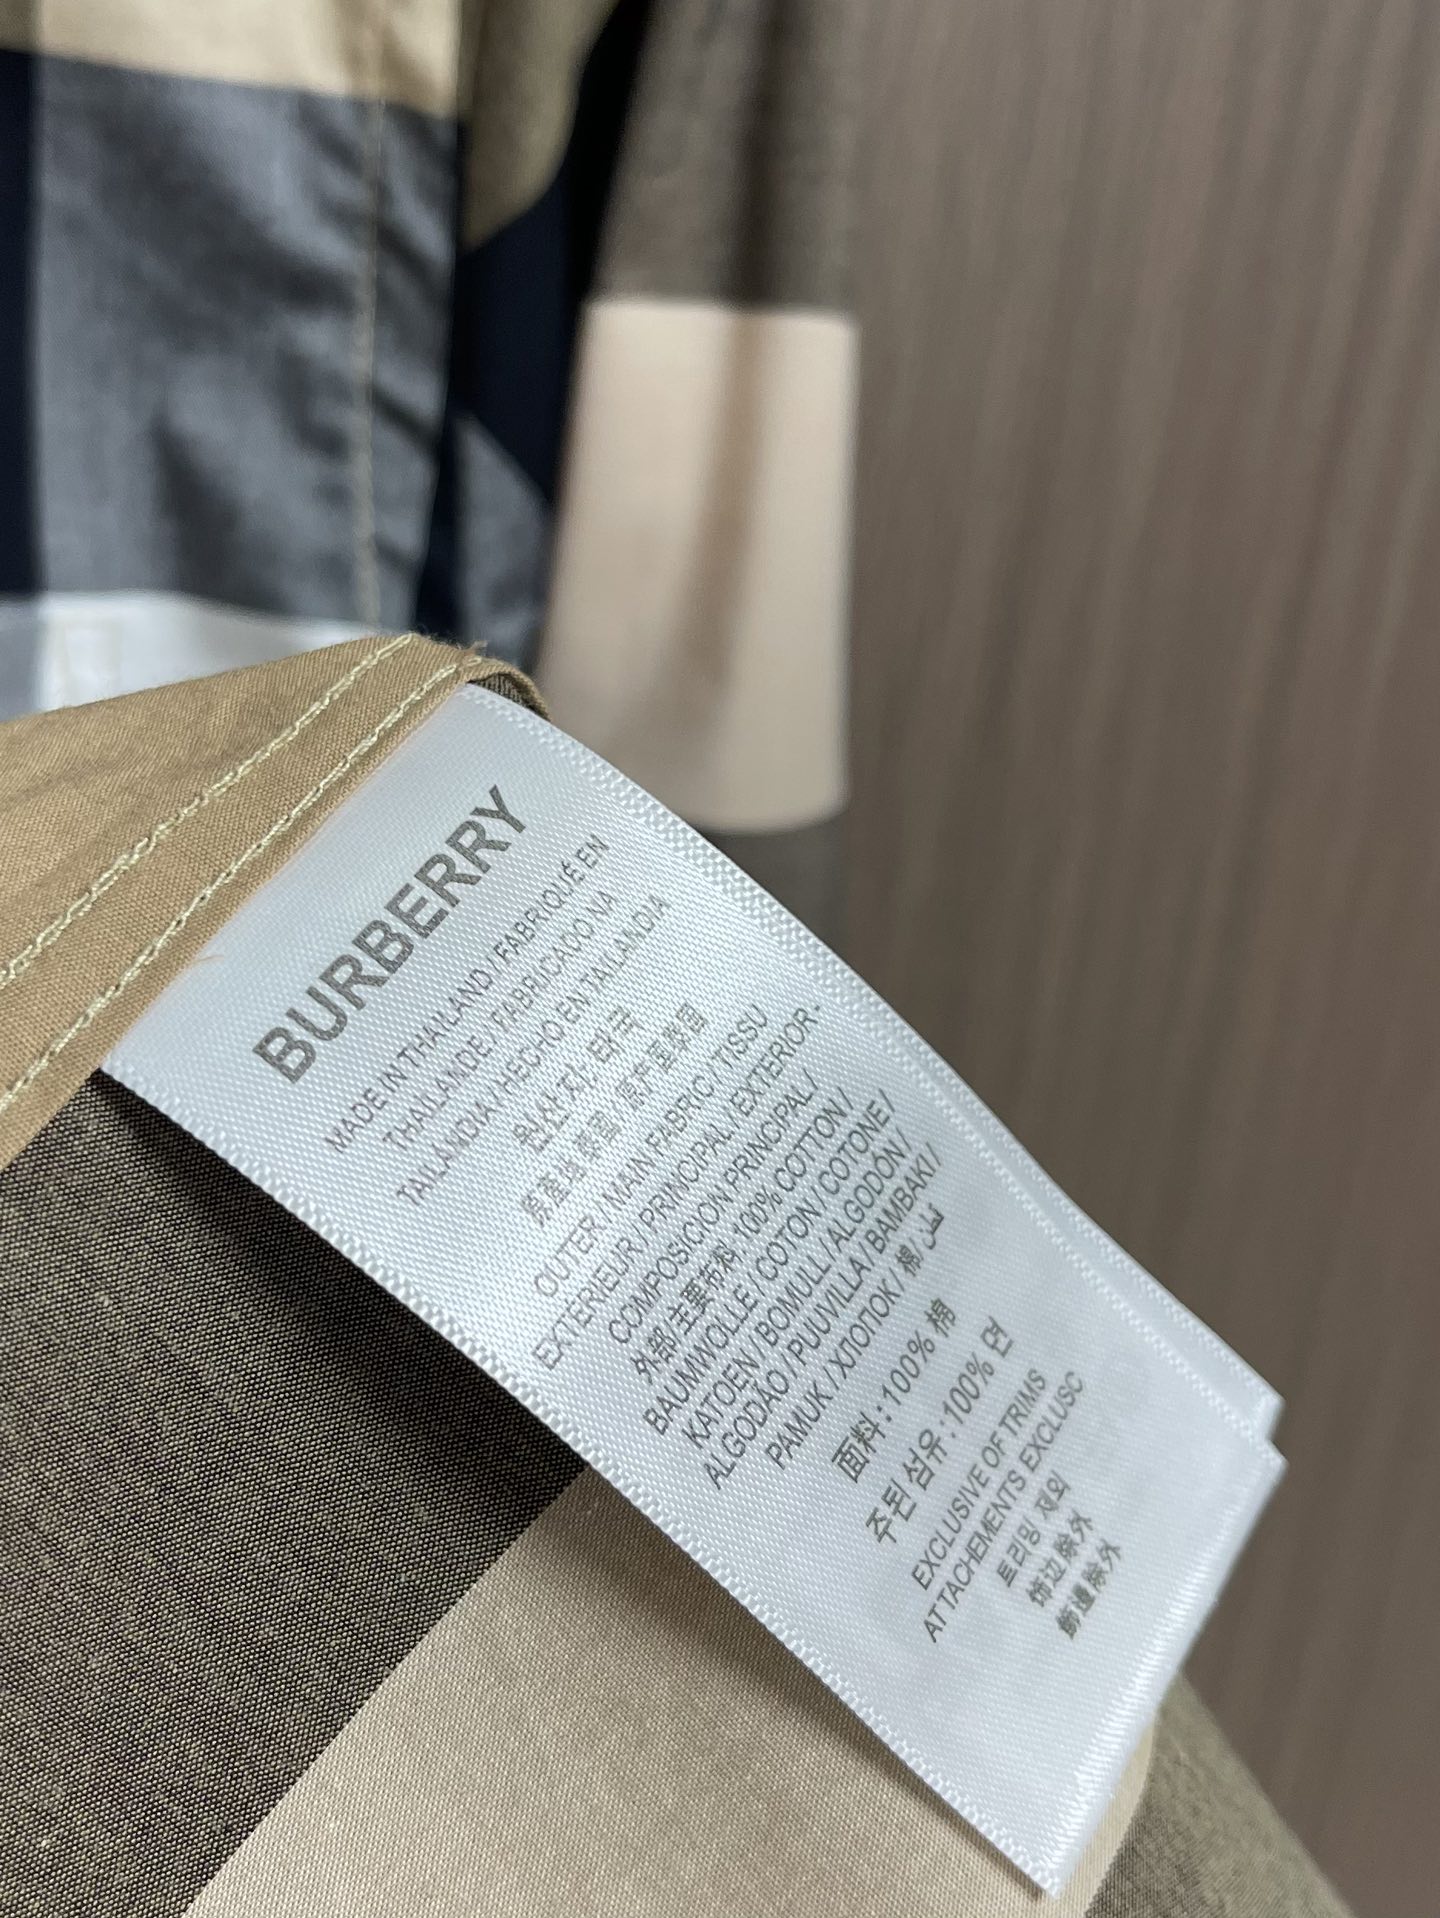 BURBERRY
MADE IN THAILAND / FABRIQUÉ EN
THAILANDE / FABRICADO NA
TAILÂNDIA / HECHO EN TAILANDIA
원산지: 태국
原產地:泰國 / 原产国:泰国
OUTER / MAIN FABRIC / TISSU
EXTERIEUR / PRINCIPAL / EXTERIOR-
COMPOSICION PRINCIPAL /
外部/主要布料, 100% COTTON /
BAUMWOLLE / COTON / COTONE /
KATOEN / BOMULL / ALGODÓN /
ALGODÃO / PUUVILLA / BAMBAKI /
PAMUK / ХЛОПОК / 棉 / قطن
面料 : 100% 棉
주된 섬유 : 100% 면
EXCLUSIVE OF TRIMS
ATTACHEMENTS EXCLUSC
트리밍 제외
饰边除外
飾邊除外